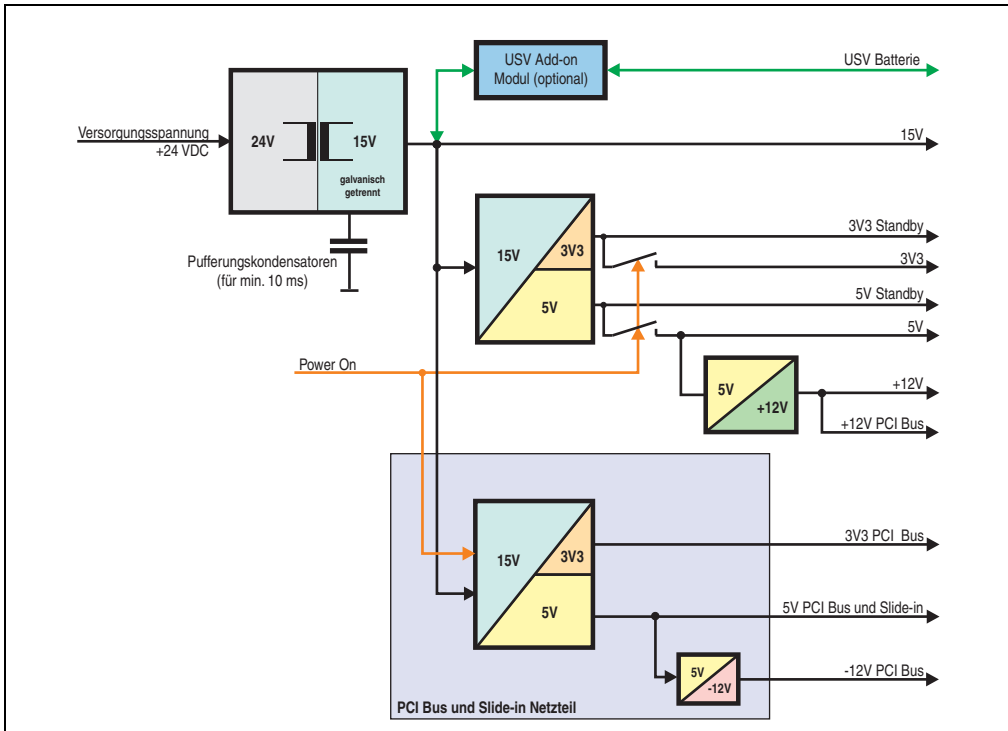 USV Add-on
Modul (optional)
USV Batterie
Versorgungsspannung
+24 VDC
24V
15V
galvanisch
getrennt
15V
Pufferungskondensatoren
(für min. 10 ms)
15V
3V3
5V
3V3 Standby
3V3
5V Standby
5V
Power On
5V
+12V
+12V
+12V PCI Bus
15V
3V3
5V
3V3 PCI Bus
5V PCI Bus und Slide-in
5V
-12V
-12V PCI Bus
PCI Bus und Slide-in Netzteil